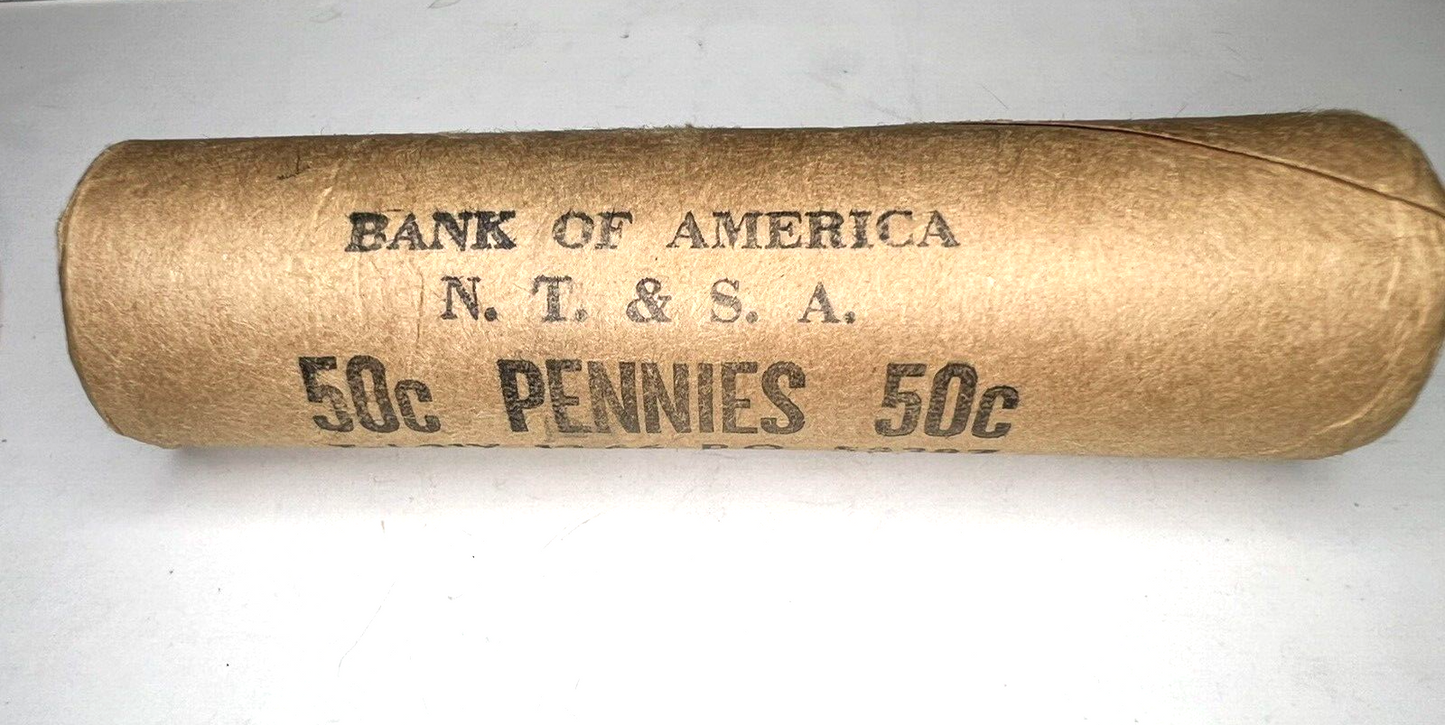 BANK OF AMERICA
N. T. & S. A.
50c PENNIES 50c